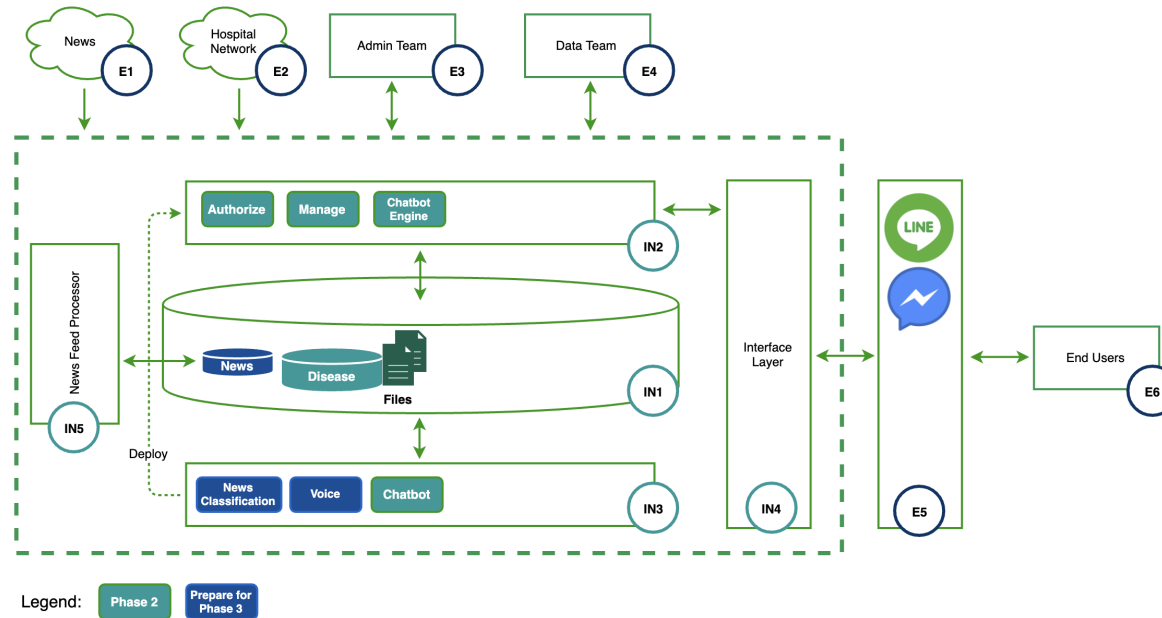 News
E1
Hospital
Network
E2
Admin Team
E3
Data Team
E4
Authorize
Manage
Chatbot
Engine
IN2
LINE
News Feed Processor
IN5
News
Disease
Files
IN1
Interface
Layer
End Users
E6
Deploy
News
Classification
Voice
Chatbot
IN3
IN4
E5
Legend:
Phase 2
Prepare for
Phase 3